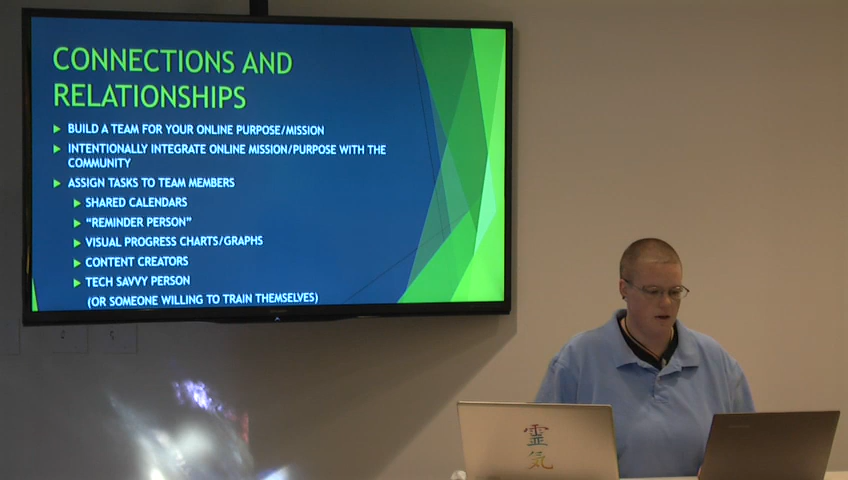 CONNECTIONS AND
RELATIONSHIPS
BUILD A TEAM FOR YOUR ONLINE PURPOSE/MISSION
INTENTIONALLY INTEGRATE ONLINE MISSION/PURPOSE WITH THE
COMMUNITY
ASSIGN TASKS TO TEAM MEMBERS
SHARED CALENDARS
"REMINDER PERSON"
VISUAL PROGRESS CHARTS/GRAPHS
CONTENT CREATORS
TECH SAVVY PERSON
(OR SOMEONE WILLING TO TRAIN THEMSELVES)
霊
気